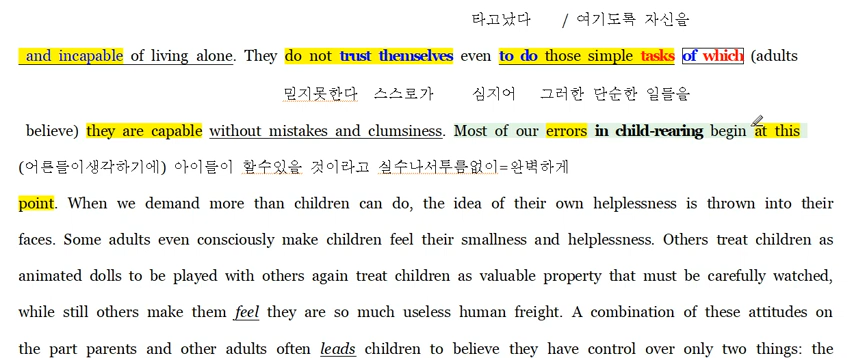 타고났다 / 여기도록 자신을
and incapable of living alone. They do not trust themselves even to do those simple tasks of which (adults
믿지못한다 스스로가 심지어 그러한 단순한 일들을
believe) they are capable without mistakes and clumsiness. Most of our errors in child-rearing begin at this
(어른들이생각하기에) 아이들이 할수있을 것이라고 실수나서투름없이=완벽하게
point. When we demand more than children can do, the idea of their own helplessness is thrown into their
faces. Some adults even consciously make children feel their smallness and helplessness. Others treat children as
animated dolls to be played with others again treat children as valuable property that must be carefully watched,
while still others make them feel they are so much useless human freight. A combination of these attitudes on
the part parents and other adults often leads children to believe they have control over only two things: the